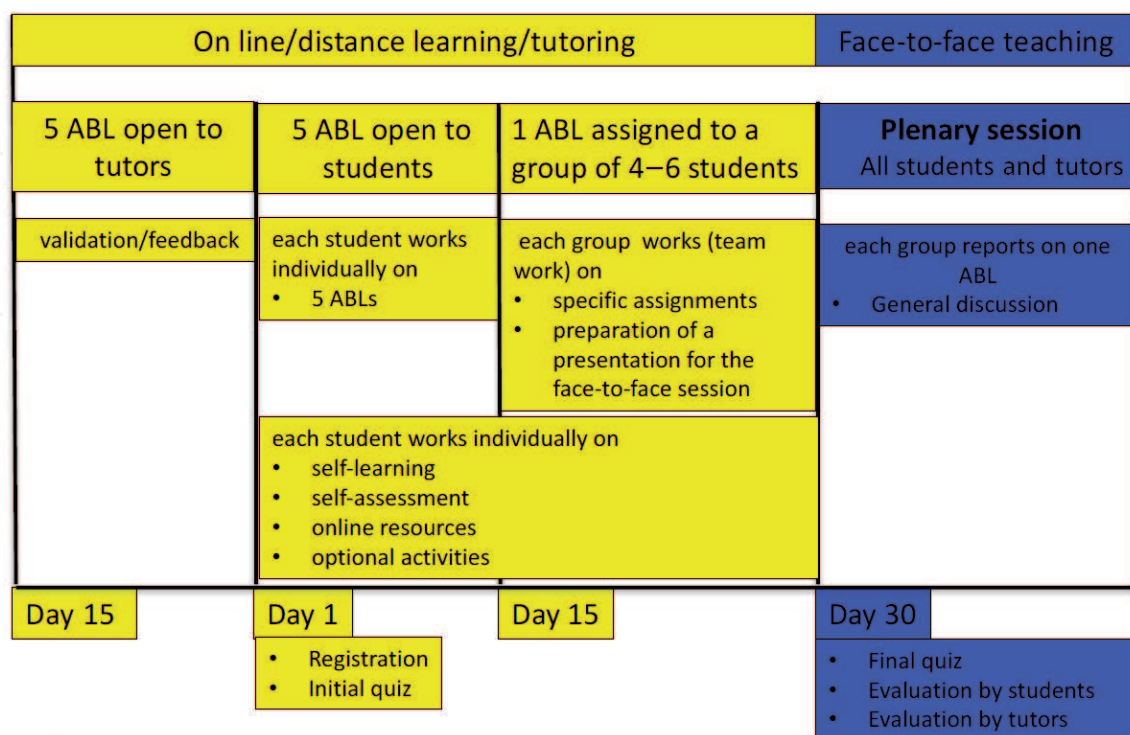 On line/distance learning/tutoring
Face-to-face teaching
5 ABL open to
tutors
5 ABL open to
students
1 ABL assigned to a
group of 4–6 students
Plenary session
All students and tutors
validation/feedback
each student works
individually on
• 5 ABLs
each group works (team
work) on
• specific assignments
• preparation of a
presentation for the
face-to-face session
each group reports on one
ABL
• General discussion
each student works individually on
• self-learning
• self-assessment
• online resources
• optional activities
Day 15
Day 1
Day 15
Day 30
• Registration
• Initial quiz
• Final quiz
• Evaluation by students
• Evaluation by tutors